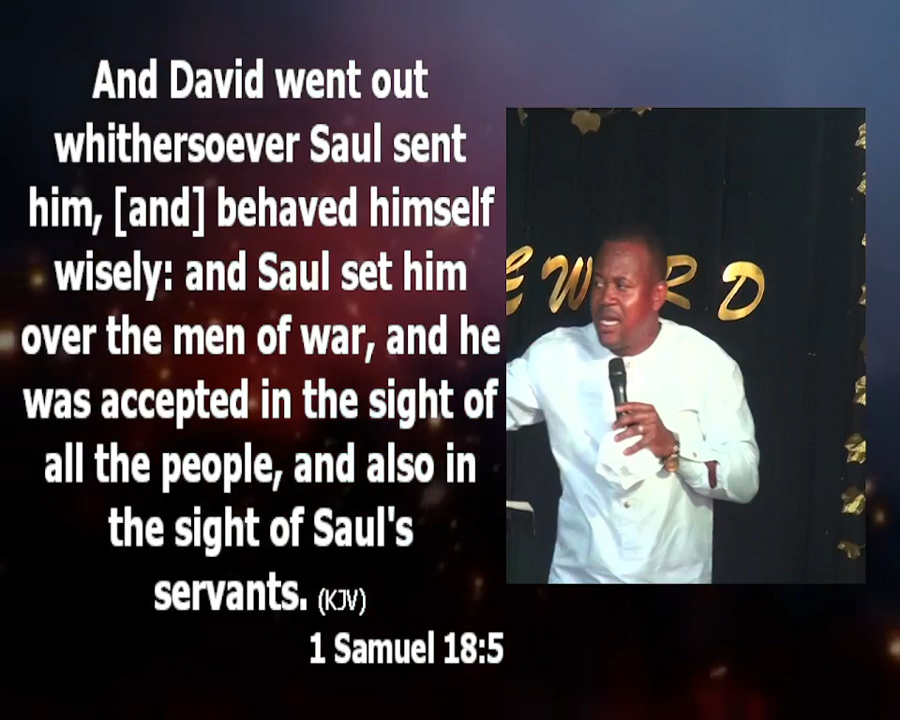 And David went out
whithersoever Saul sent
him, [and] behaved himself
wisely: and Saul set him
over the men of war, and he
was accepted in the sight of
all the people, and also in
the sight of Saul's
servants. (KJV)
1 Samuel 18:5
EWORD